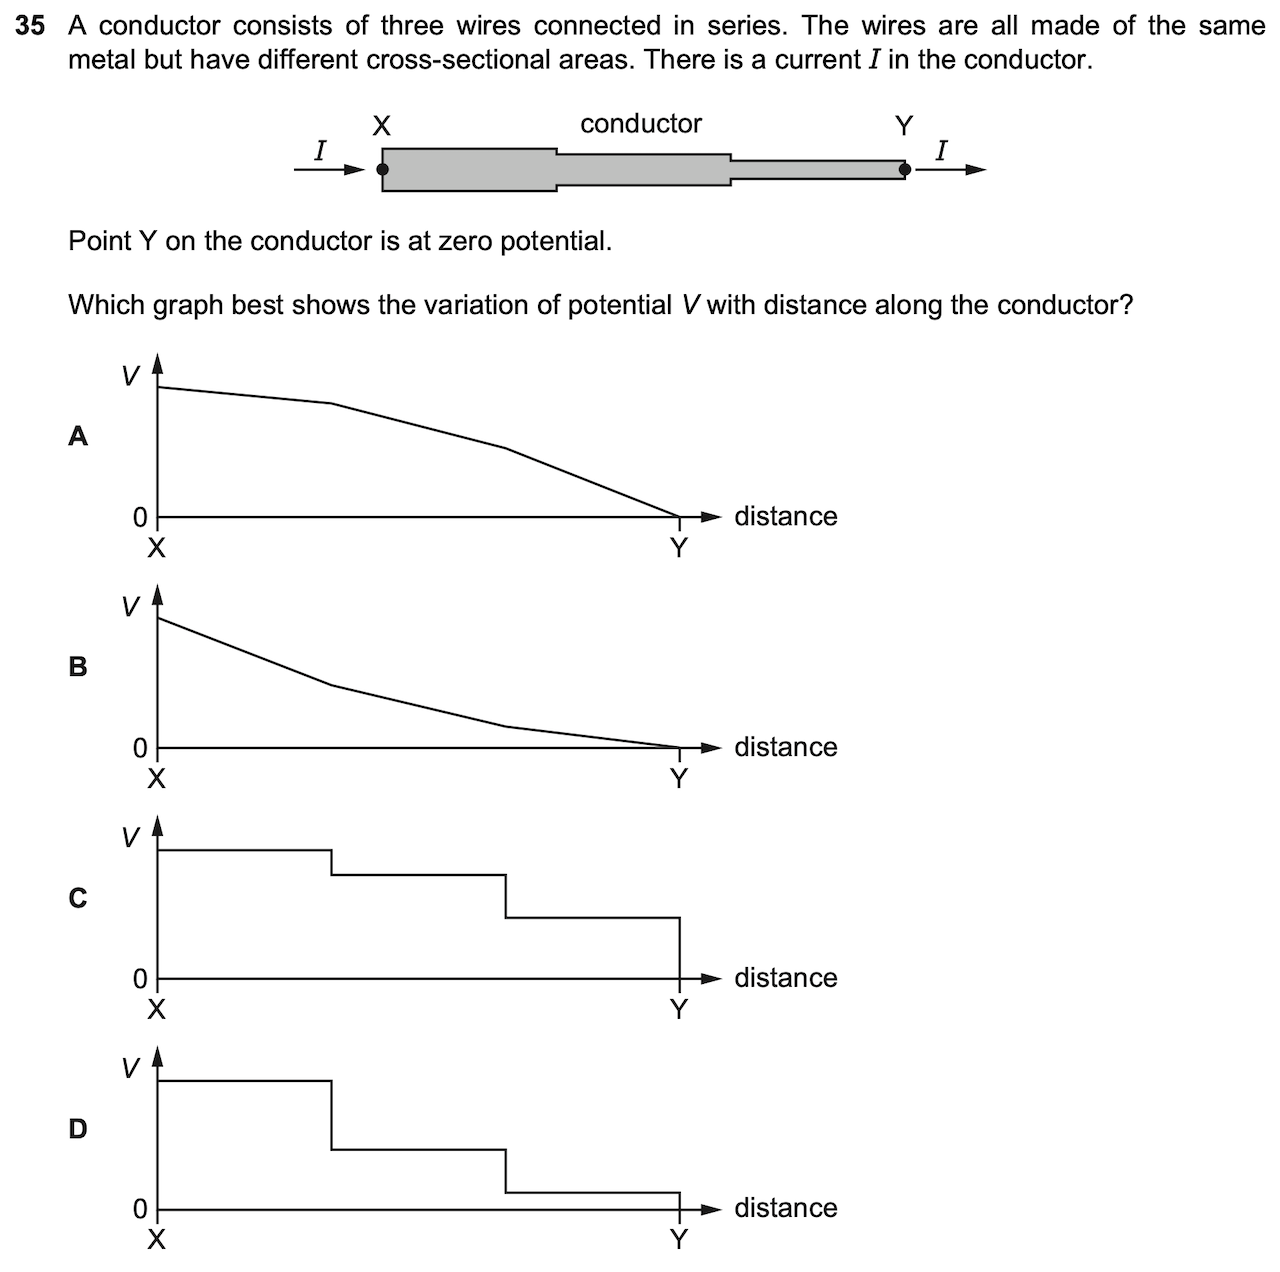 35 A conductor consists of three wires connected in series. The wires are all made of the same
metal but have different cross-sectional areas. There is a current I in the conductor.
X conductor Y
I I
Point Y on the conductor is at zero potential.
Which graph best shows the variation of potential V with distance along the conductor?
V
A
0 distance
X Y
V
B
0 distance
X Y
V
C
0 distance
X Y
V
D
0 distance
X Y